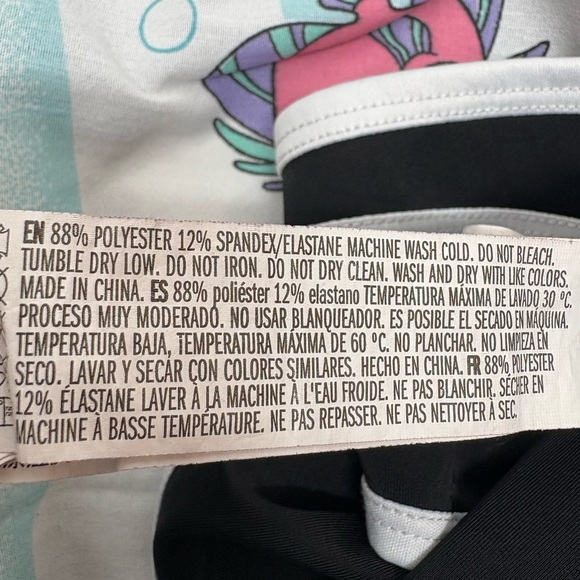 EN 88% POLYESTER 12% SPANDEX/ELASTANE MACHINE WASH COLD. DO NOT BLEACH.
TUMBLE DRY LOW. DO NOT IRON. DO NOT DRY CLEAN. WASH AND DRY WITH LIKE COLORS.
MADE IN CHINA. ES 88% poliéster 12% elastano TEMPERATURA MÁXIMA DE LAVADO 30 ºC.
PROCESO MUY MODERADO. NO USAR BLANQUEADOR. ES POSIBLE EL SECADO EN MÁQUINA.
TEMPERATURA BAJA, TEMPERATURA MÁXIMA DE 60 ºC. NO PLANCHAR. NO LIMPIEZA EN
SECO. LAVAR Y SECAR CON COLORES SIMILARES. HECHO EN CHINA. FR 88% POLYESTER
12% ÉLASTANE LAVER À LA MACHINE À L'EAU FROIDE. NE PAS BLANCHIR. SÉCHER EN
MACHINE À BASSE TEMPÉRATURE. NE PAS REPASSER. NE PAS NETTOYER À SEC.